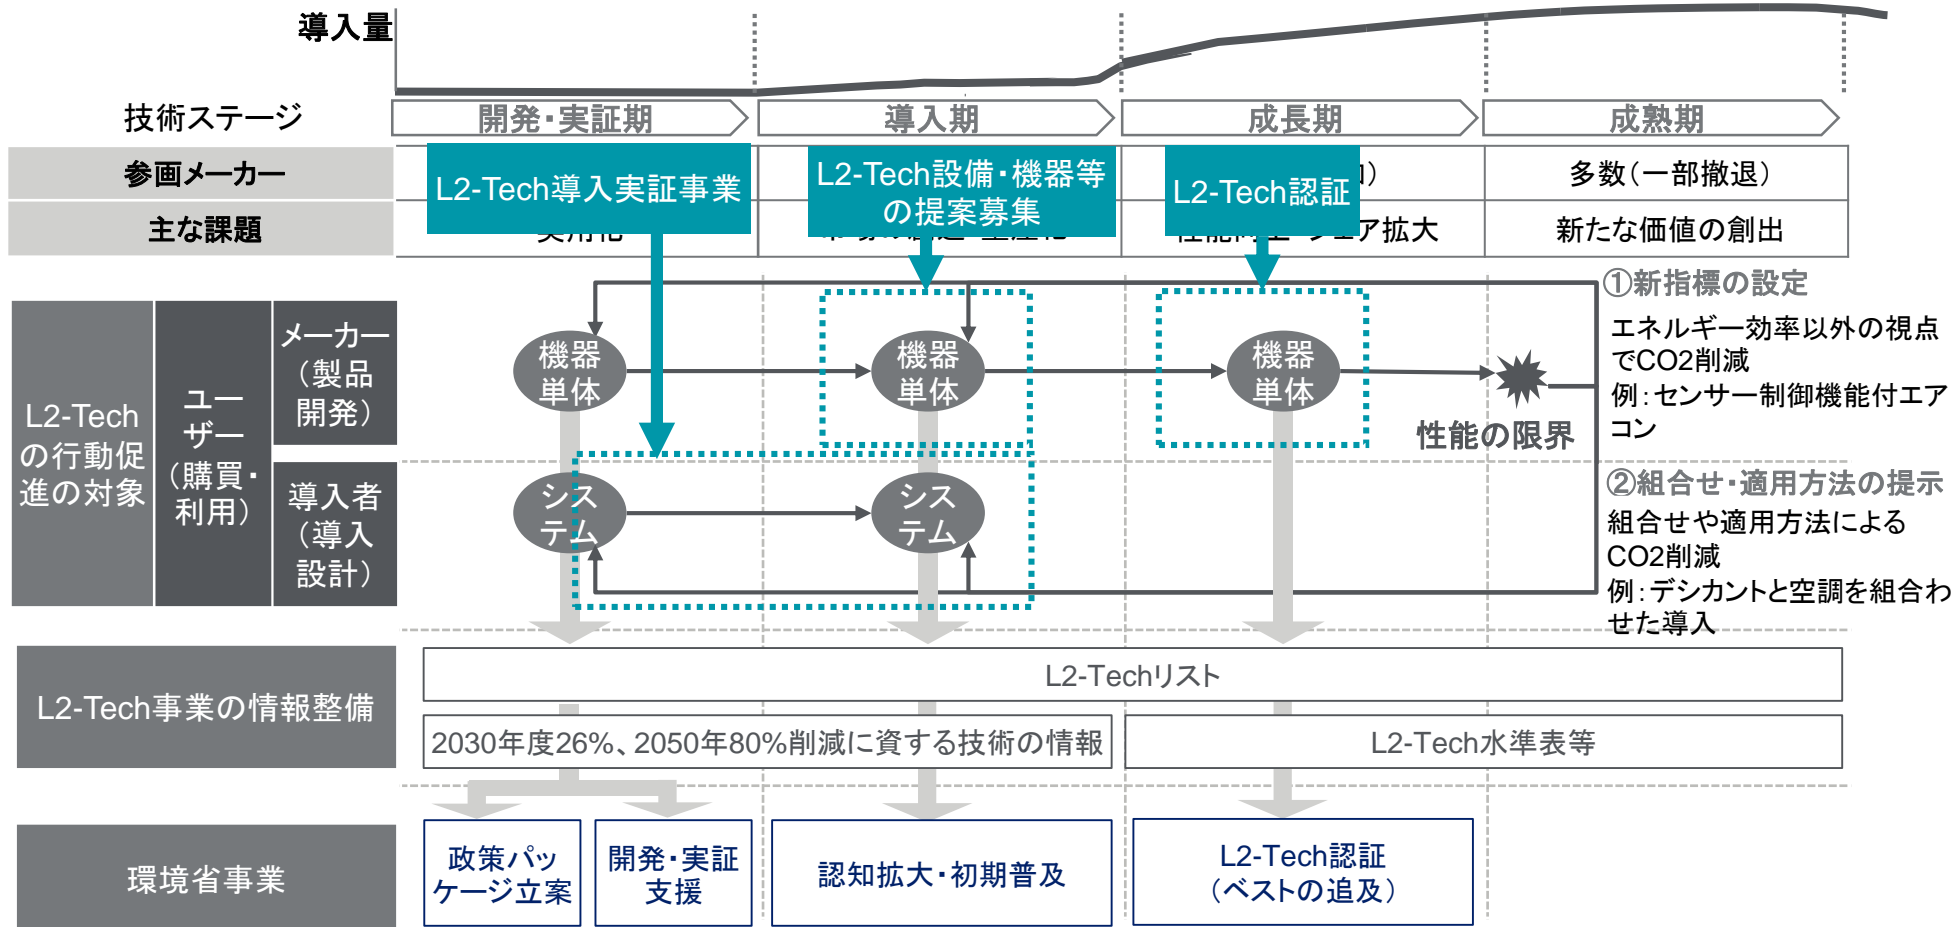 導入量
技術ステージ
開発・実証期
導入期
成長期
成熟期
参画メーカー
主な課題
L2-Tech導入実証事業
L2-Tech設備・機器等
の提案募集
L2-Tech認証
）
多数（一部撤退）
シェア拡大
新たな価値の創出
①新指標の設定
エネルギー効率以外の視点
でCO2削減
例：センサー制御機能付エア
コン
L2-Tech
の行動促
進の対象
ユー
ザー
（購買・
利用）
メーカー
（製品
開発）
導入者
（導入
設計）
機器
単体
機器
単体
機器
単体
性能の限界
シス
テム
シス
テム
②組合せ・適用方法の提示
組合せや適用方法による
CO2削減
例：デシカントと空調を組合わ
せた導入
L2-Tech事業の情報整備
L2-Techリスト
2030年度26%、2050年80%削減に資する技術の情報
L2-Tech水準表等
環境省事業
政策パッ
ケージ立案
開発・実証
支援
認知拡大・初期普及
L2-Tech認証
（ベストの追及）